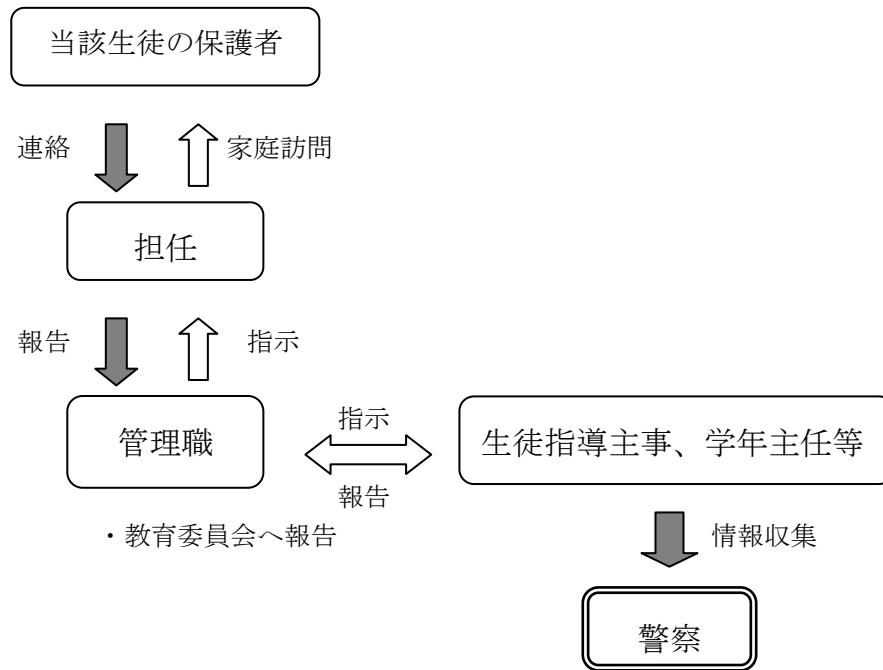 当該生徒の保護者
連絡
家庭訪問
担任
報告
指示
管理職
指示
報告
生徒指導主事、学年主任等
・教育委員会へ報告
情報収集
警察